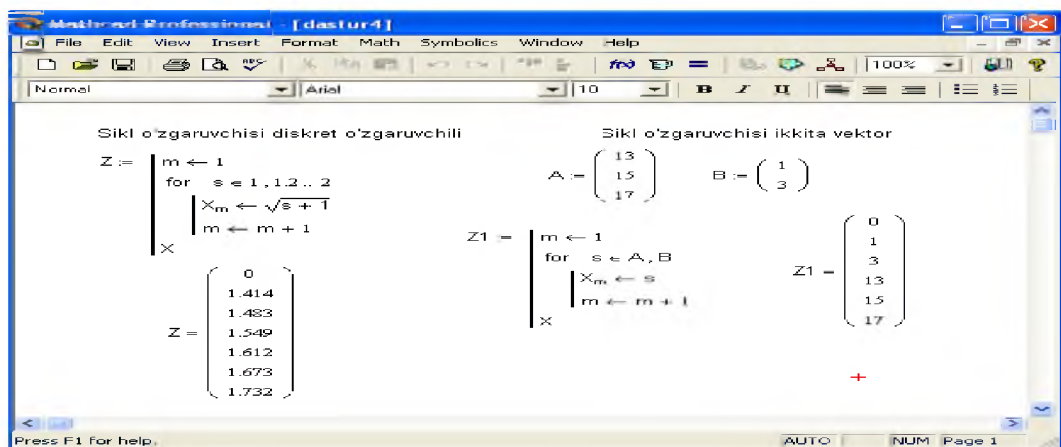 Mathcad Professional - [dastur4]
File Edit View Insert Format Math Symbolics Window Help
100%
Normal Arial 10 B I U
Sikl o'zgaruvchisi diskret o'zgaruvchili
Z := m ← 1
for s ∈ 1 , 1.2 .. 2
Xm ← √s + 1
m ← m + 1
X
Z =
0
1.414
1.483
1.549
1.612
1.673
1.732
Sikl o'zgaruvchisi ikkita vektor
A :=
13
15
17
B :=
1
3
Z1 := m ← 1
for s ∈ A , B
Xm ← s
m ← m + 1
X
Z1 =
0
1
3
13
15
17
Press F1 for help.
AUTO NUM Page 1